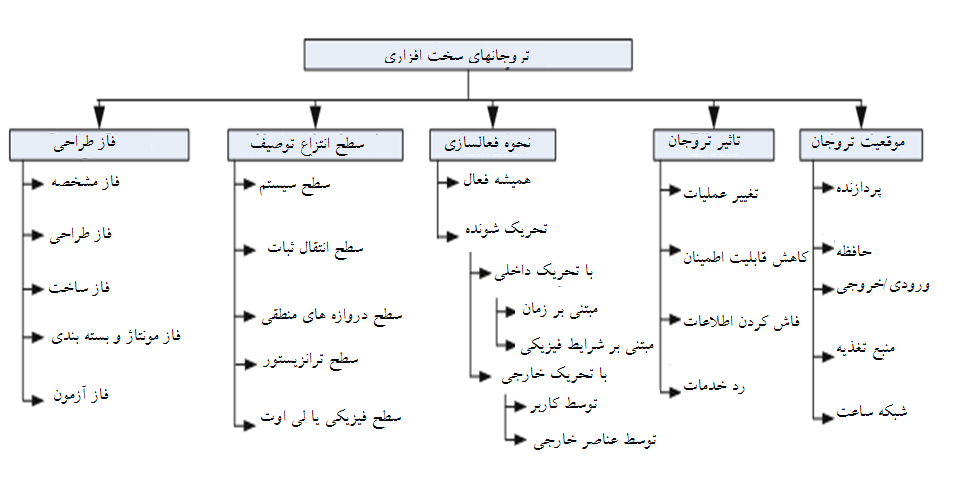 تروجانهای سخت افزاری
فاز طراحی
فاز مشخصه
فاز طراحی
فاز ساخت
فاز مونتاژ و بسته بندی
فاز آزمون
سطح انتزاع توصیف
سطح سیستم
سطح انتقال ثبات
سطح دروازه های منطقی
سطح ترانزیستور
سطح فیزیکی یا لی اوت
نحوه فعالسازی
همیشه فعال
تحریک شونده
با تحریک داخلی
مبتنی بر زمان
مبتنی بر شرایط فیزیکی
با تحریک خارجی
توسط کاربر
توسط عناصر خارجی
تاثیر تروجان
تغییر عملیات
کاهش قابلیت اطمینان
فاش کردن اطلاعات
رد خدمات
موقعیت تروجان
پردازنده
حافظه
ورودی/خروجی
منبع تغذیه
شبکه ساعت